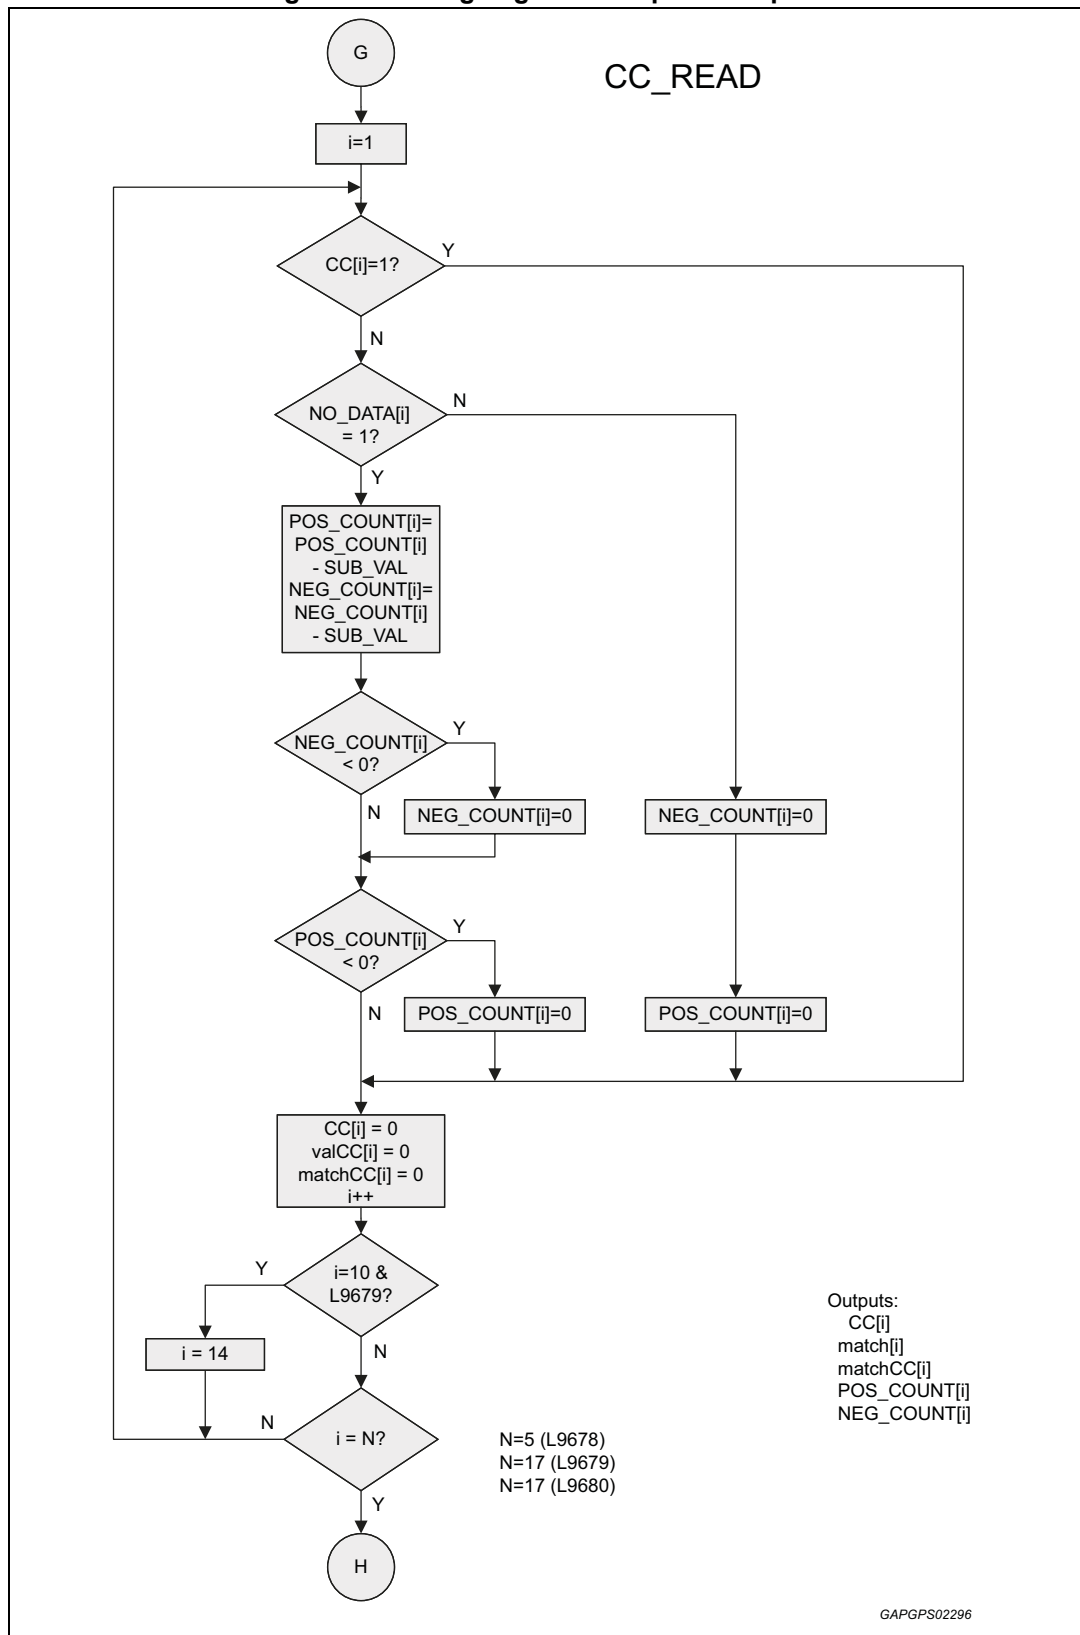 G
CC_READ
i=1
CC[i]=1?
Y
N
NO_DATA[i]
= 1?
N
Y
POS_COUNT[i]=
POS_COUNT[i]
- SUB_VAL
NEG_COUNT[i]=
NEG_COUNT[i]
- SUB_VAL
NEG_COUNT[i]
< 0?
Y
N
NEG_COUNT[i]=0
NEG_COUNT[i]=0
POS_COUNT[i]
< 0?
Y
N
POS_COUNT[i]=0
POS_COUNT[i]=0
CC[i] = 0
valCC[i] = 0
matchCC[i] = 0
i++
i=10 &
L9679?
Y
N
i = 14
i = N?
N
Y
N=5 (L9678)
N=17 (L9679)
N=17 (L9680)
Outputs:
CC[i]
match[i]
matchCC[i]
POS_COUNT[i]
NEG_COUNT[i]
H
GAPGPS02296